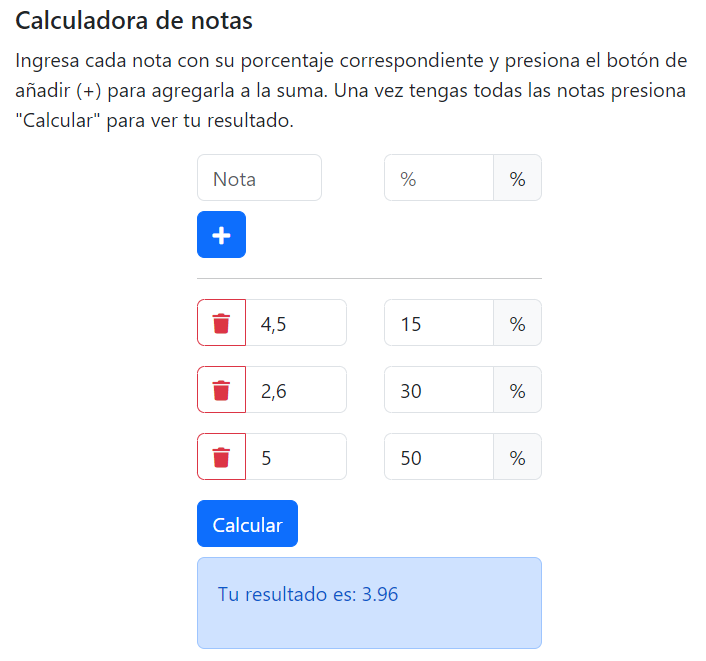 Calculadora de notas
Ingresa cada nota con su porcentaje correspondiente y presiona el botón de
añadir (+) para agregarla a la suma. Una vez tengas todas las notas presiona
"Calcular" para ver tu resultado.
Nota % %
+
4,5 15 %
2,6 30 %
5 50 %
Calcular
Tu resultado es: 3.96